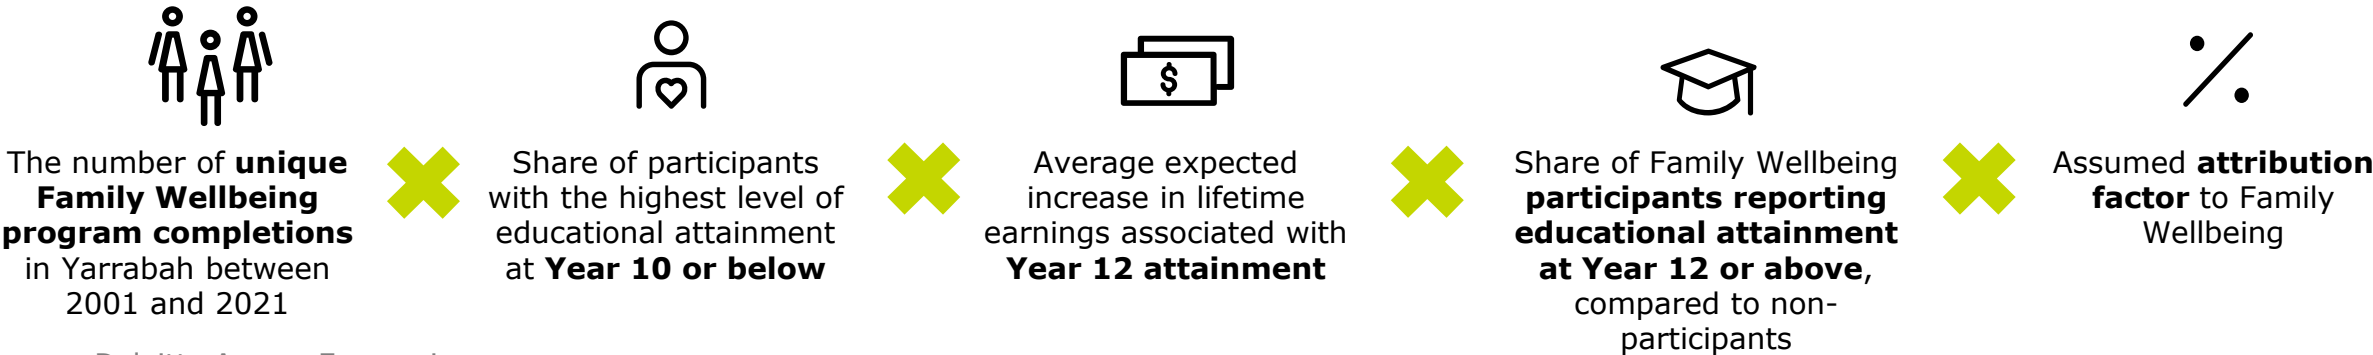 The number of unique
Family Wellbeing
program completions
in Yarrabah between
2001 and 2021
Share of participants
with the highest level of
educational attainment
at Year 10 or below
$
Average expected
increase in lifetime
earnings associated with
Year 12 attainment
Share of Family Wellbeing
participants reporting
educational attainment
at Year 12 or above,
compared to non-
participants
Assumed attribution
factor to Family
Wellbeing